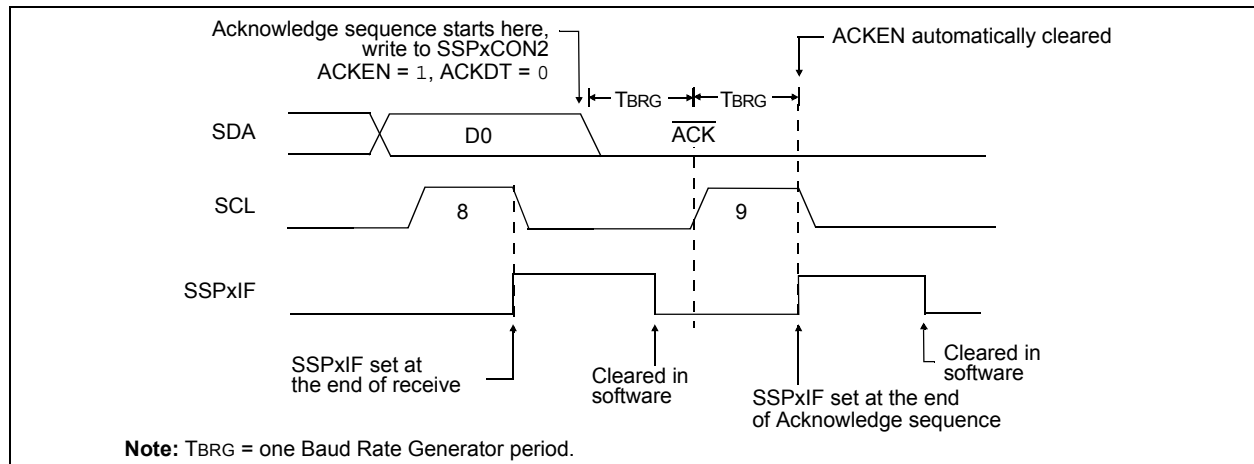 Acknowledge sequence starts here,
write to SSPxCON2
ACKEN = 1, ACKDT = 0
ACKEN automatically cleared
TBRG
TBRG
SDA
D0
ACK
SCL
8
9
SSPxIF
SSPxIF set at
the end of receive
Cleared in
software
SSPxIF set at the end
of Acknowledge sequence
Cleared in
software
Note: TBRG = one Baud Rate Generator period.